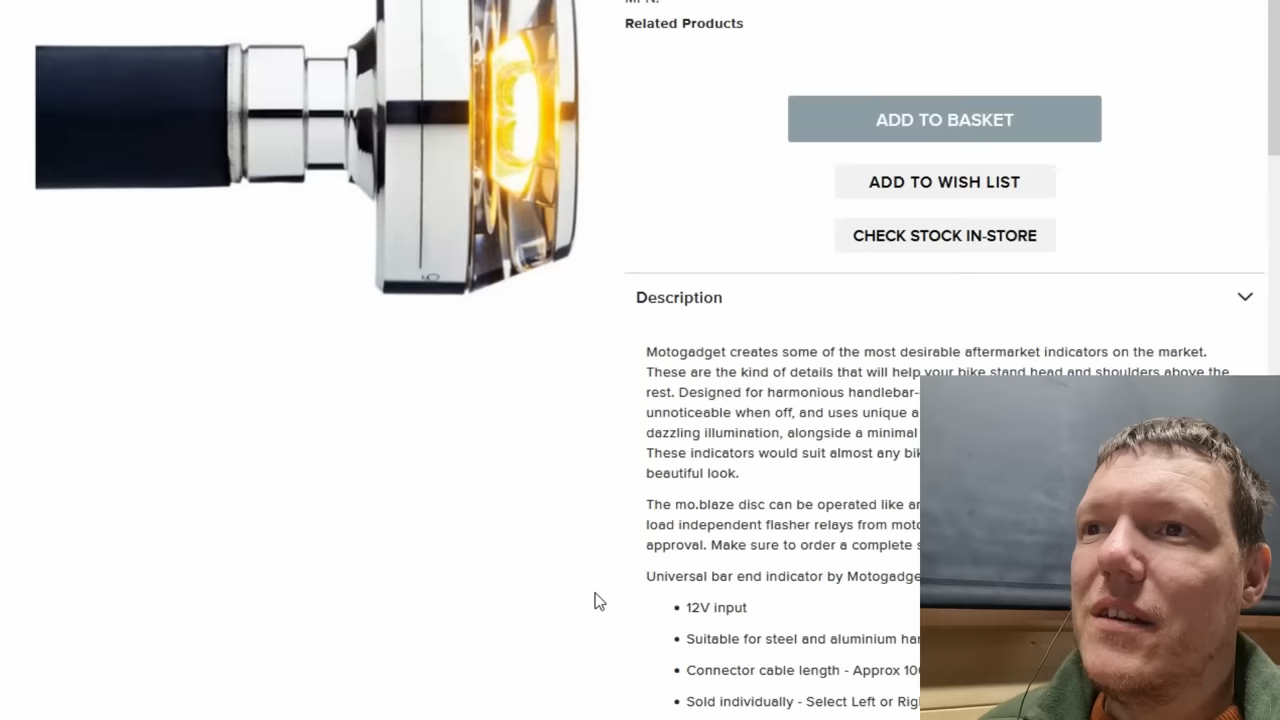 Related Products
ADD TO BASKET
ADD TO WISH LIST
CHECK STOCK IN-STORE
Description
Motogadget creates some of the most desirable aftermarket indicators on the market.
These are the kind of details that will help your bike stand head and shoulders above the
rest. Designed for harmonious handlebar-
unnoticeable when off, and uses unique a
dazzling illumination, alongside a minimal
These indicators would suit almost any bik
beautiful look.
The mo.blaze disc can be operated like an
load independent flasher relays from moto
approval. Make sure to order a complete s
Universal bar end indicator by Motogadge
• 12V input
• Suitable for steel and aluminium han
• Connector cable length - Approx 10
• Sold individually - Select Left or Rig